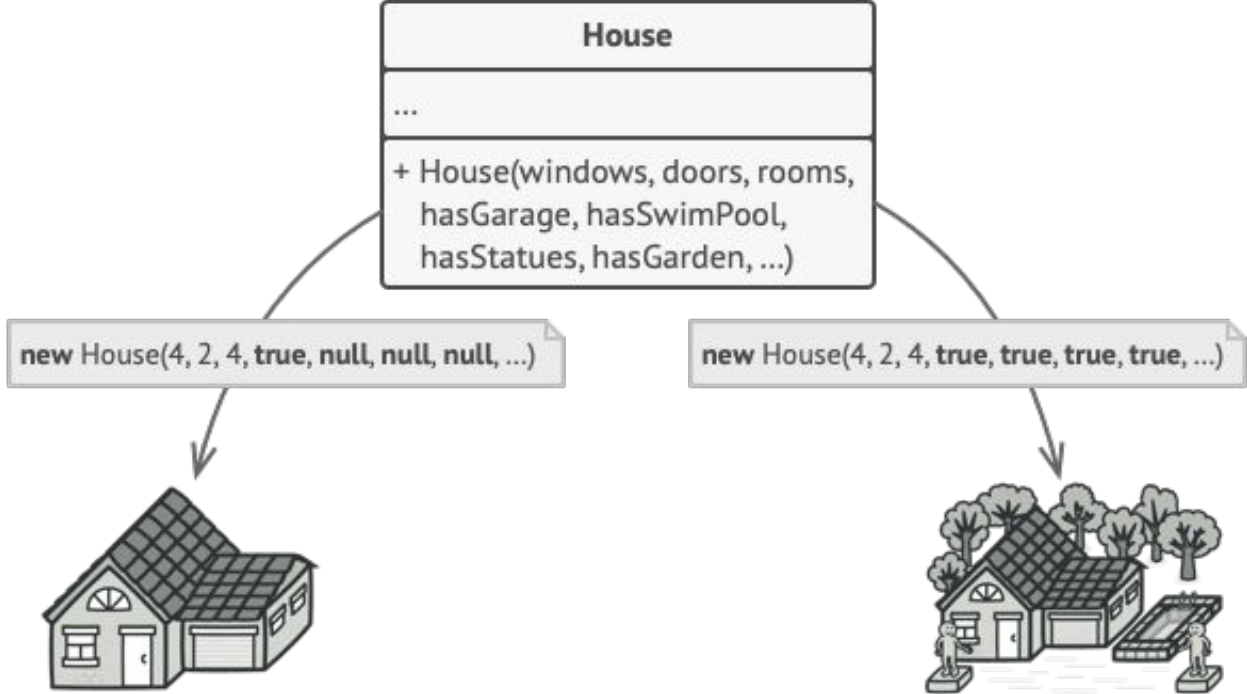 House
...
+ House(windows, doors, rooms,
hasGarage, hasSwimPool,
hasStatues, hasGarden, ...)
new House(4, 2, 4, true, null, null, null, ...)
new House(4, 2, 4, true, true, true, true, ...)